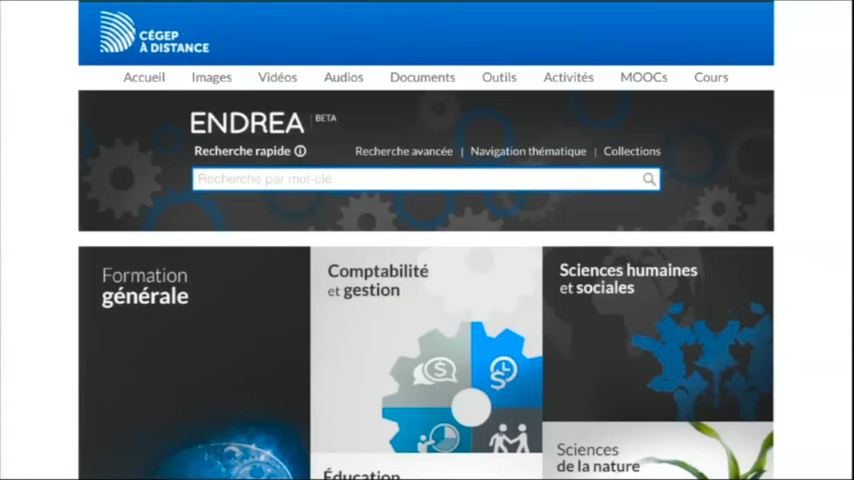 CÉGEP
À DISTANCE
Accueil Images Vidéos Audios Documents Outils Activités MOOCs Cours
ENDREA BETA
Recherche rapide Recherche avancée | Navigation thématique | Collections
Recherche par mot-clé
Formation
générale
Comptabilité
et gestion
Sciences humaines
et sociales
Sciences
de la nature
Éducation